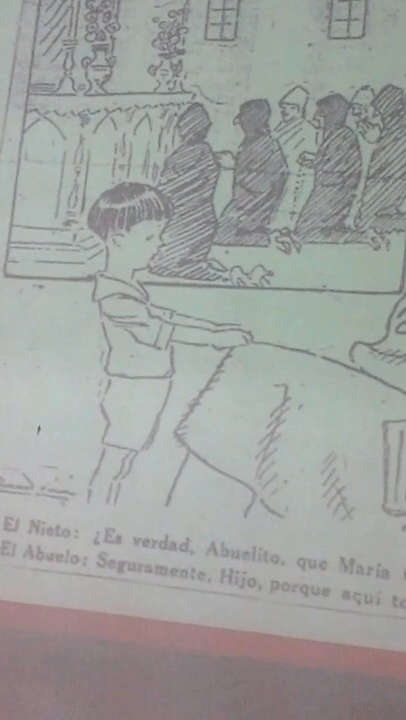 El Nieto: ¿Es verdad, Abuelito, que María
El Abuelo: Seguramente, Hijo, porque aquí to